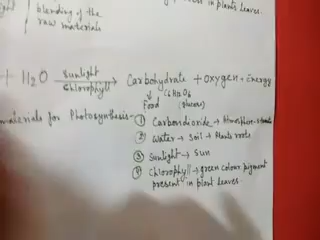 blending of the
raw materials
in plants leaves.
+ H2O Sunlight Chlorophyll → Carbohydrate + oxygen + Energy
↓ C6H12O6
Food (glucose)
materials for Photosynthesis - ① Carbondioxide → Atmosphere →
② Water → Soil → Plants roots
③ Sunlight → Sun
④ Chlorophyll → green colour pigment
present in plant leaves.